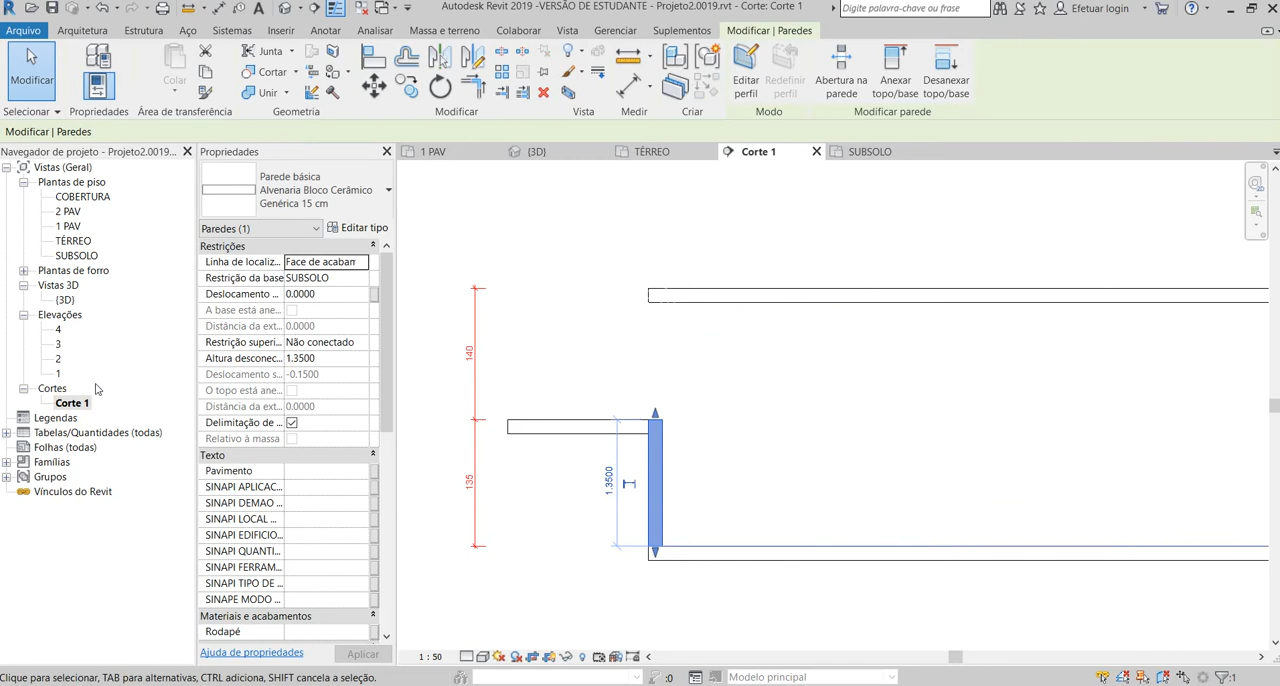 Autodesk Revit 2019 -VERSÃO DE ESTUDANTE - Projeto2.0019.rvt - Corte 1
Digite palavra-chave ou frase
Efetuar login
Arquivo Arquitetura Estrutura Aço Sistemas Inserir Anotar Analisar Massa e terreno Colaborar Vista Gerenciar Suplementos Modificar | Paredes
Modificar
Colar
Junta
Cortar
Unir
Editar perfil
Redefinir perfil
Abertura na parede
Anexar topo/base
Desanexar topo/base
Selecionar Propriedades Área de transferência Geometria Modificar Vista Medir Criar Modo Modificar parede
Modificar | Paredes
Navegador de projeto - Projeto2.0019...
Vistas (Geral)
Plantas de piso
COBERTURA
2 PAV
1 PAV
TÉRREO
SUBSOLO
Plantas de forro
Vistas 3D
{3D}
Elevações
4
3
2
1
Cortes
Corte 1
Legendas
Tabelas/Quantidades (todas)
Folhas (todas)
Famílias
Grupos
Vínculos do Revit
Propriedades
Parede básica
Alvenaria Bloco Cerâmico
Genérica 15 cm
Paredes (1)
Editar tipo
Restrições
Linha de localiz... Face de acabam
Restrição da base SUBSOLO
Deslocamento ... 0.0000
A base está ane...
Distância da ext... 0.0000
Restrição superi... Não conectado
Altura desconec... 1.3500
Deslocamento s... -0.1500
O topo está ane...
Distância da ext... 0.0000
Delimitação de ...
Relativo à massa
Texto
Pavimento
SINAPI APLICAC...
SINAPI DEMAO ...
SINAPI LOCAL ...
SINAPI EDIFICIO...
SINAPI QUANTI...
SINAPI FERRAM...
SINAPI TIPO DE ...
SINAPE MODO ...
Materiais e acabamentos
Rodapé
Ajuda de propriedades
Aplicar
1 PAV
{3D}
TÉRREO
Corte 1
SUBSOLO
140
135
1.3500
1 : 50
Clique para selecionar, TAB para alternativas, CTRL adiciona, SHIFT cancela a seleção.
:0
Modelo principal
:1